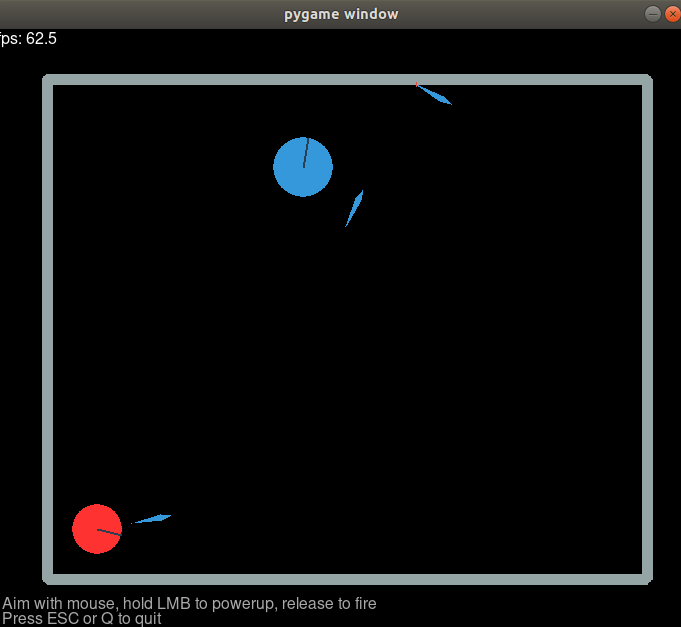 pygame window
fps: 62.5
Aim with mouse, hold LMB to powerup, release to fire
Press ESC or Q to quit